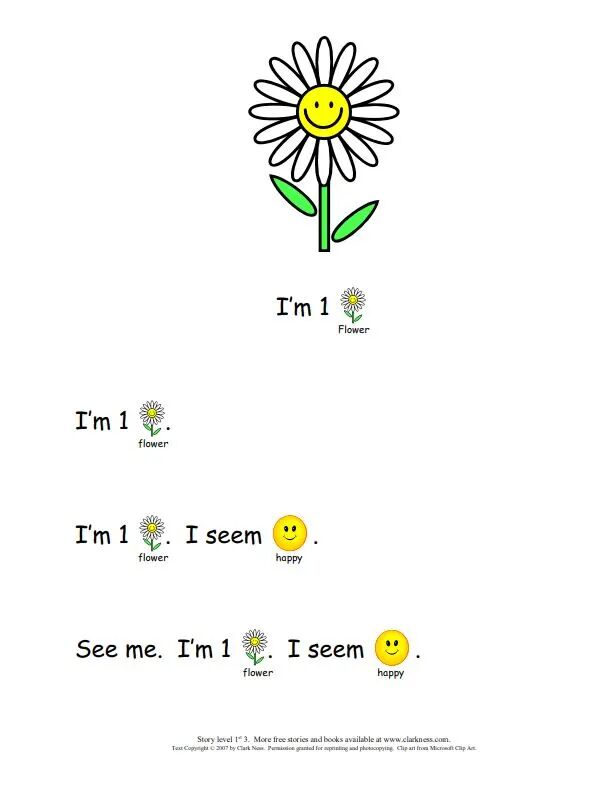 I'm 1
Flower
I'm 1 .
flower
I'm 1 . I seem .
flower happy
See me. I'm 1 . I seem .
flower happy
Story level 1st 3. More free stories and books available at www.clarkness.com.
Text Copyright © 2007 by Clark Ness. Permission granted for reprinting and photocopying. Clip art from Microsoft Clip Art.